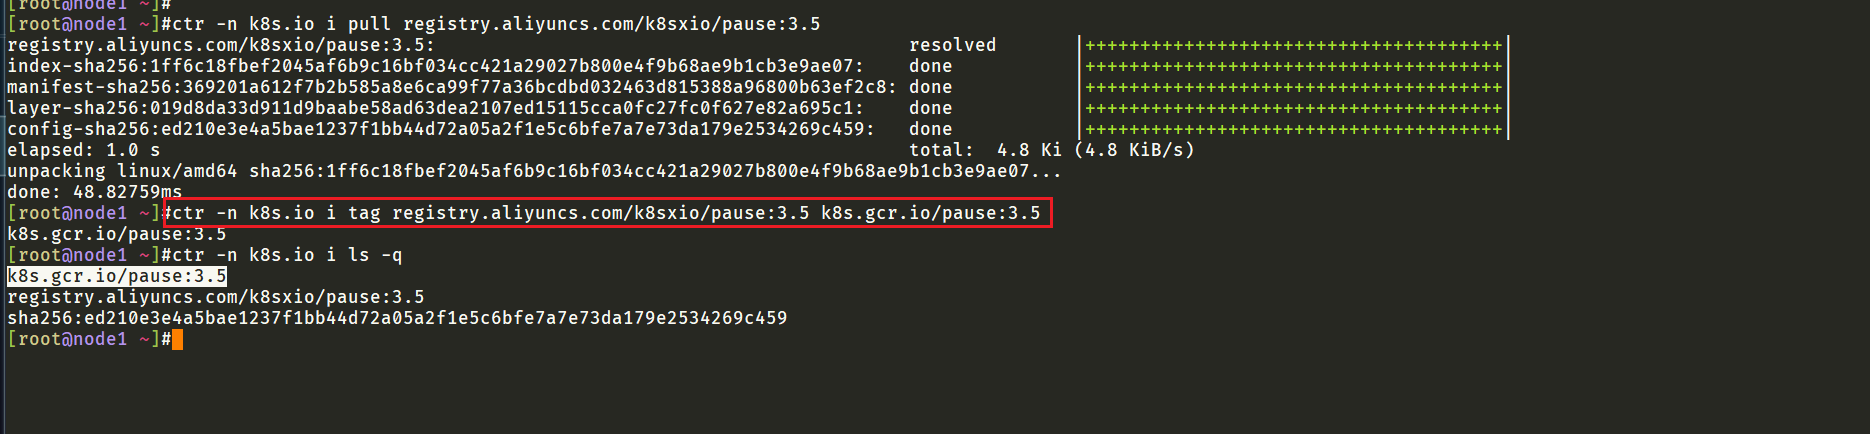 [root@node1 ~]#
[root@node1 ~]#ctr -n k8s.io i pull registry.aliyuncs.com/k8sxio/pause:3.5
registry.aliyuncs.com/k8sxio/pause:3.5: resolved |++++++++++++++++++++++++++++++++++++++|
index-sha256:1ff6c18fbef2045af6b9c16bf034cc421a29027b800e4f9b68ae9b1cb3e9ae07: done |++++++++++++++++++++++++++++++++++++++|
manifest-sha256:369201a612f7b2b585a8e6ca99f77a36bcdbd032463d815388a96800b63ef2c8: done |++++++++++++++++++++++++++++++++++++++|
layer-sha256:019d8da33d911d9baabe58ad63dea2107ed15115cca0fc27fc0f627e82a695c1: done |++++++++++++++++++++++++++++++++++++++|
config-sha256:ed210e3e4a5bae1237f1bb44d72a05a2f1e5c6bfe7a7e73da179e2534269c459: done |++++++++++++++++++++++++++++++++++++++|
elapsed: 1.0 s total: 4.8 Ki (4.8 KiB/s)
unpacking linux/amd64 sha256:1ff6c18fbef2045af6b9c16bf034cc421a29027b800e4f9b68ae9b1cb3e9ae07...
done: 48.82759ms
[root@node1 ~]#ctr -n k8s.io i tag registry.aliyuncs.com/k8sxio/pause:3.5 k8s.gcr.io/pause:3.5
k8s.gcr.io/pause:3.5
[root@node1 ~]#ctr -n k8s.io i ls -q
k8s.gcr.io/pause:3.5
registry.aliyuncs.com/k8sxio/pause:3.5
sha256:ed210e3e4a5bae1237f1bb44d72a05a2f1e5c6bfe7a7e73da179e2534269c459
[root@node1 ~]#